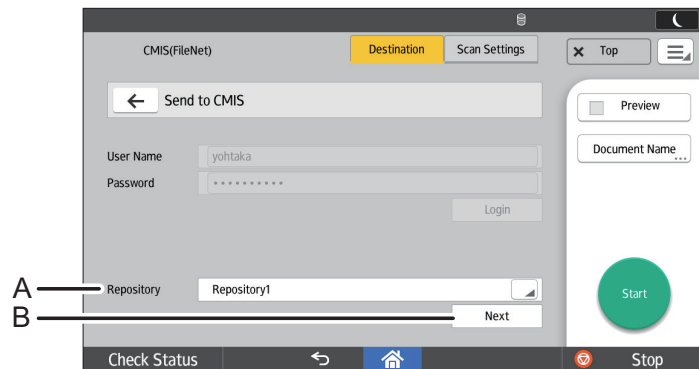 CMIS(FileNet)
Destination
Scan Settings
Top
Send to CMIS
Preview
User Name
yohtaka
Document Name...
Password
••••••••••
Login
A
Repository
Repository1
Start
B
Next
Check Status
Stop